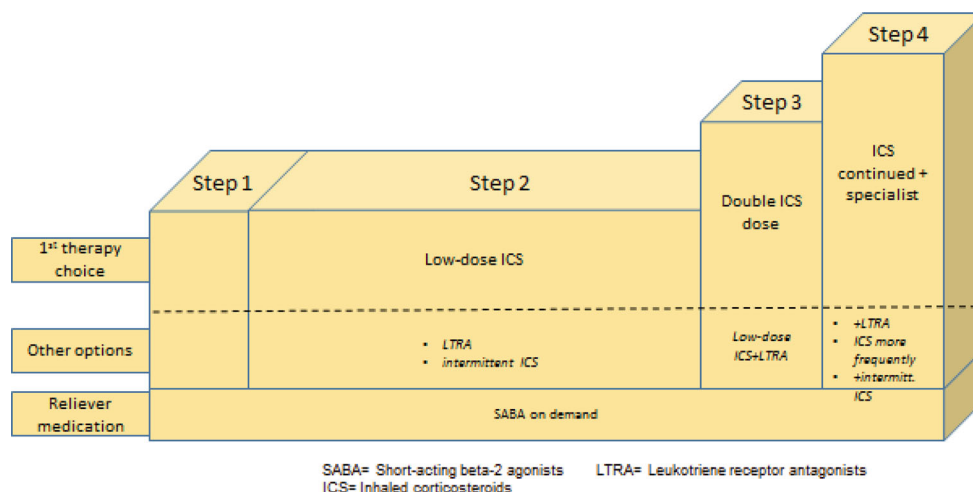 Step 4
Step 3
Step 1
Step 2
ICS
continued +
specialist
Double ICS
dose
1st therapy
choice
Low-dose ICS
Other options
▪ LTRA
▪ intermittent ICS
Low-dose
ICS+LTRA
▪ +LTRA
▪ ICS more
frequently
▪ +intermitt.
ICS
Reliever
medication
SABA on demand
SABA= Short-acting beta-2 agonists LTRA= Leukotriene receptor antagonists
ICS= Inhaled corticosteroids